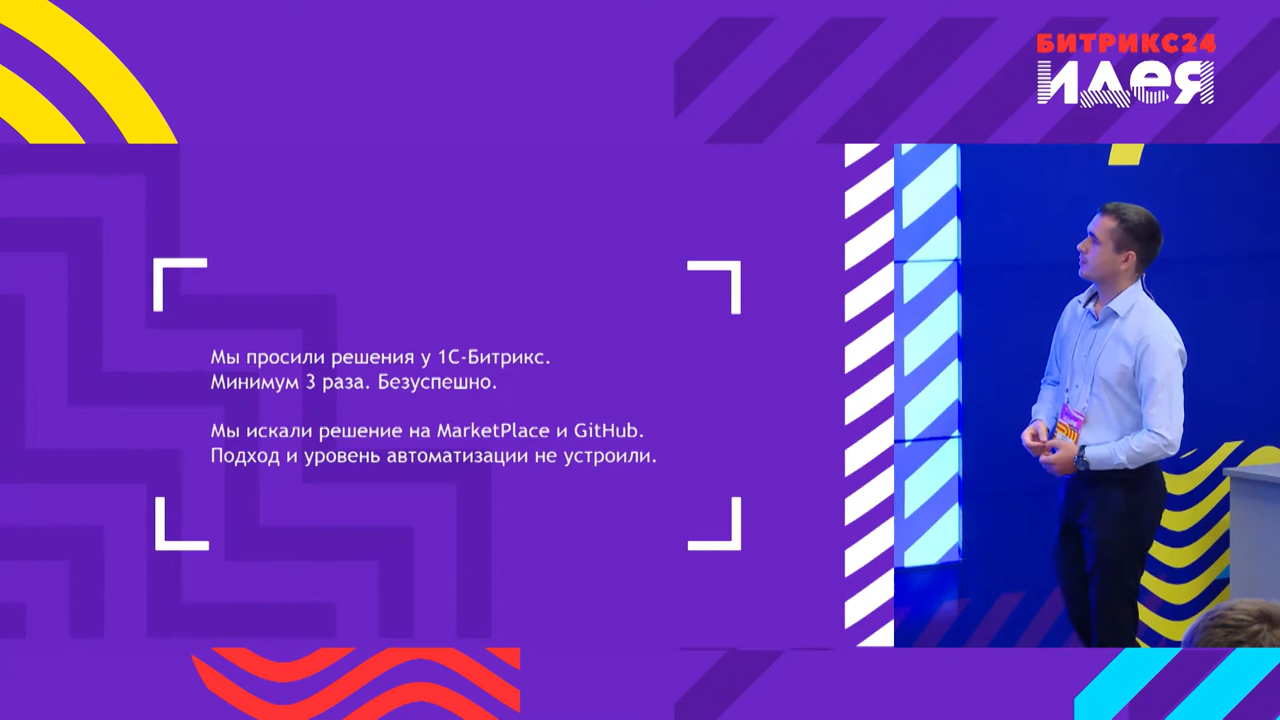 БИТРИКС24
идея
Мы просили решения у 1С-Битрикс.
Минимум 3 раза. Безуспешно.
Мы искали решение на MarketPlace и GitHub.
Подход и уровень автоматизации не устроили.